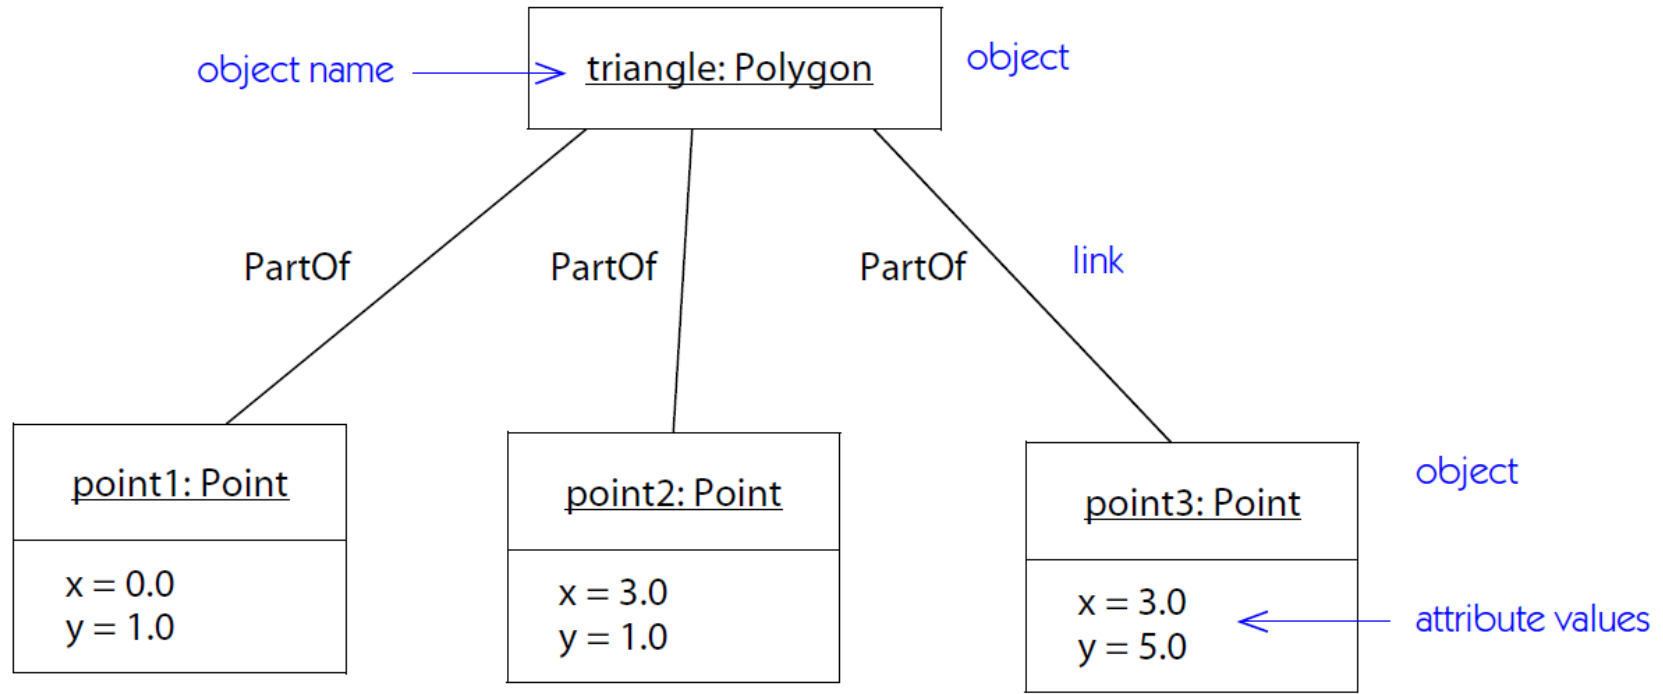 object name
triangle: Polygon
object
PartOf
PartOf
PartOf
link
point1: Point
x = 0.0
y = 1.0
point2: Point
x = 3.0
y = 1.0
point3: Point
x = 3.0
y = 5.0
object
attribute values